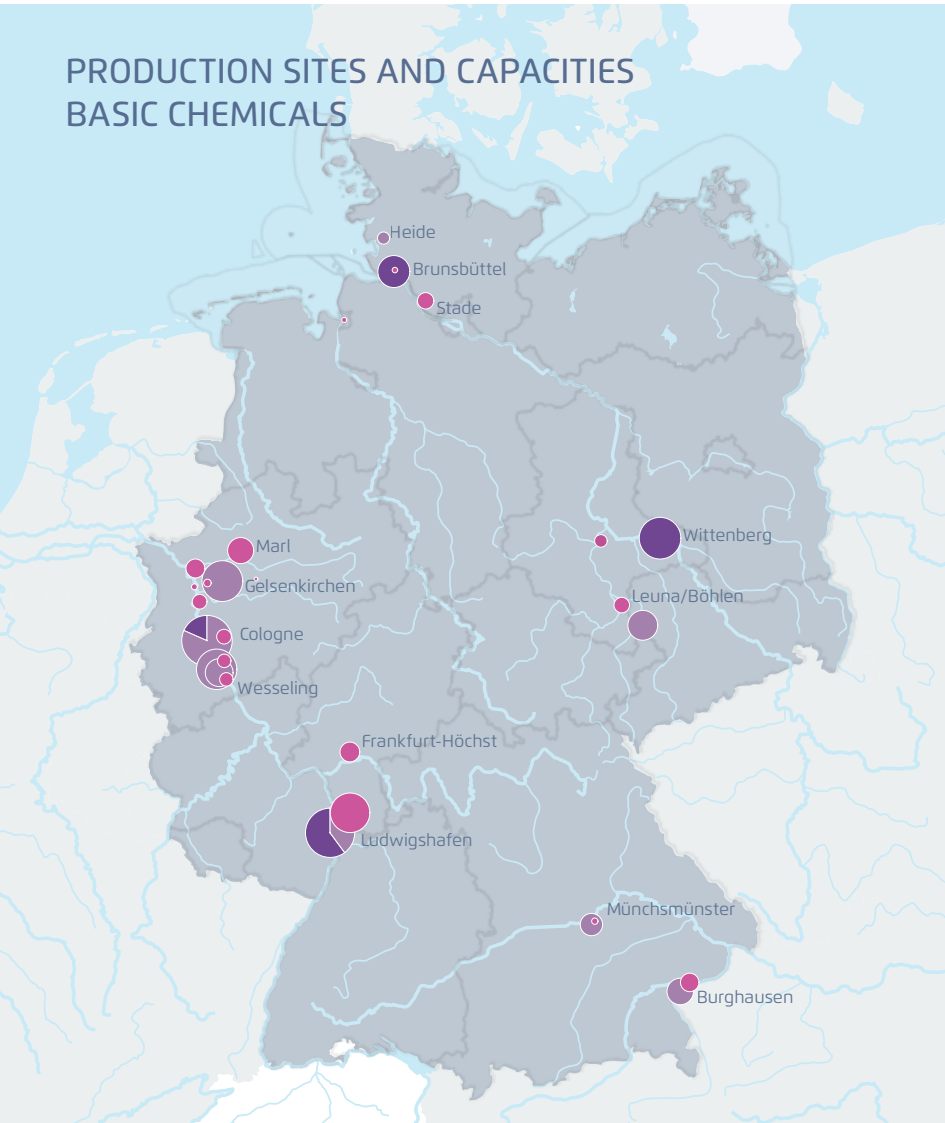 PRODUCTION SITES AND CAPACITIES
BASIC CHEMICALS
Heide
Brunsbüttel
Stade
Wittenberg
Marl
Gelsenkirchen
Leuna/Böhlen
Cologne
Wesseling
Frankfurt-Höchst
Ludwigshafen
Münchsmünster
Burghausen